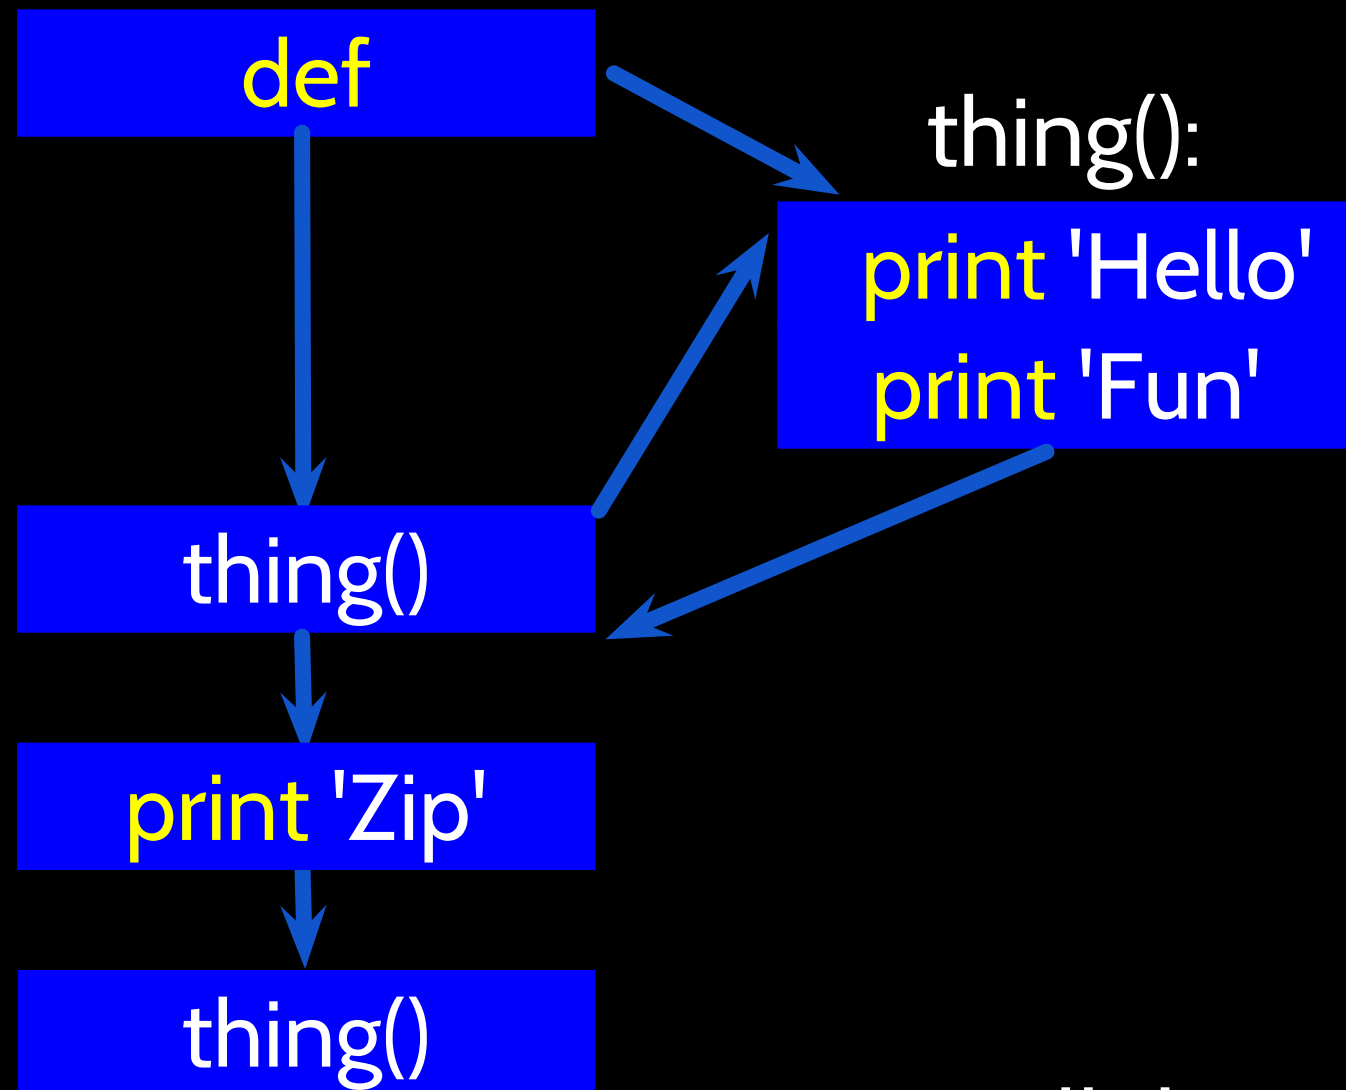 def
thing():
print 'Hello'
print 'Fun'
thing()
print 'Zip'
thing()